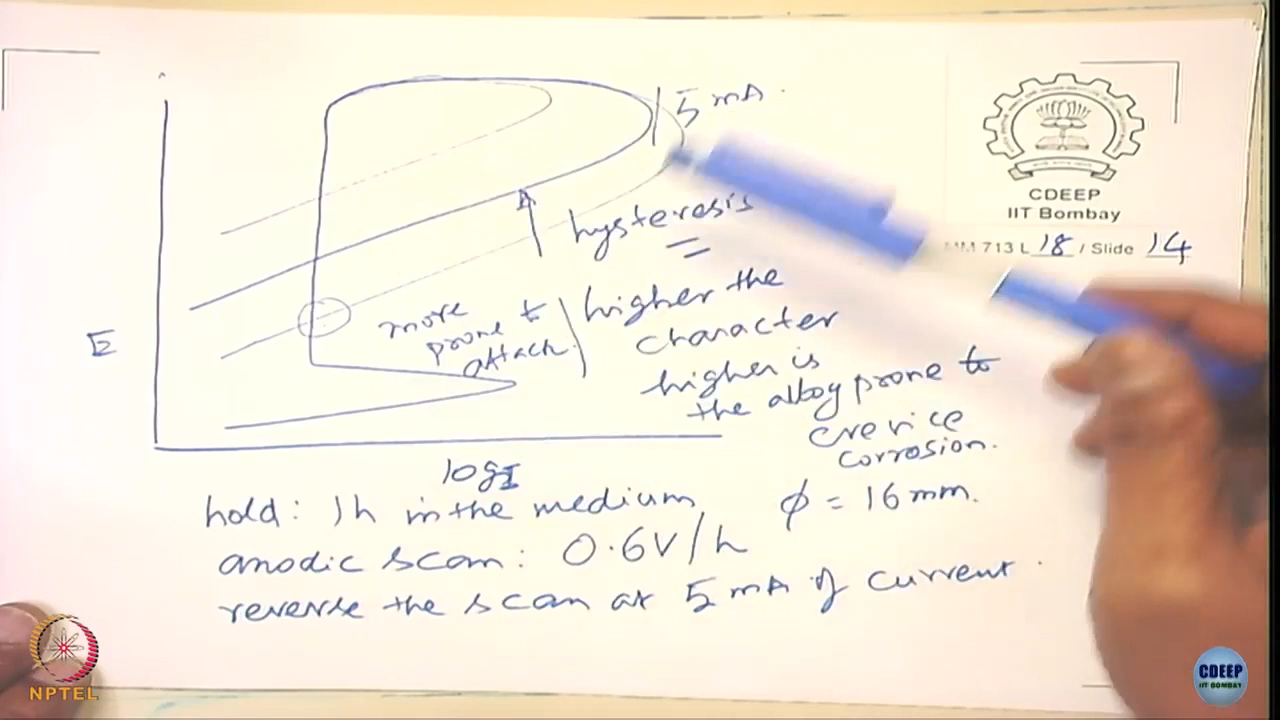 5 mA.
CDEEP
IIT Bombay
MM 713 L 18 / Slide 14
hysteresis
higher the
character
higher is
the alloy prone to
crevice
corrosion.
more
prone to
attack
E
log I
hold: 1h in the medium
φ = 16 mm.
anodic scan: 0.6V/h
reverse the scan at 5 mA of current.
NPTEL
CDEEP
IIT BOMBAY